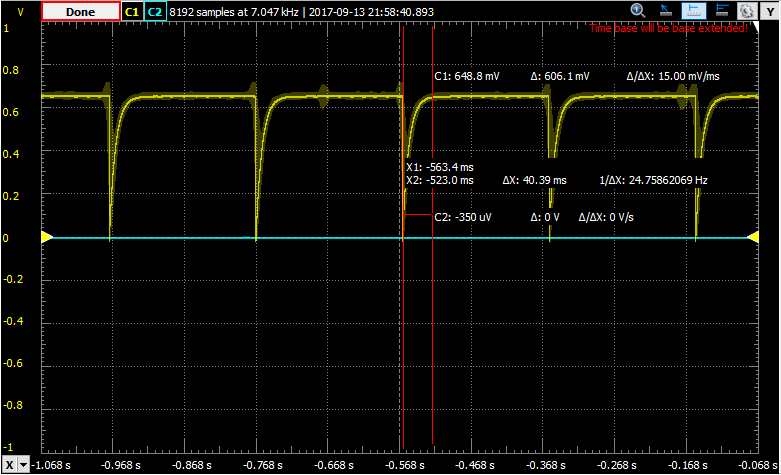 V Done C1 C2 8192 samples at 7.047 kHz | 2017-09-13 21:58:40.893 Y
Time base will be base extended!
1
0.8
C1: 648.8 mV Δ: 606.1 mV Δ/ΔX: 15.00 mV/ms
0.6
0.4
X1: -563.4 ms
X2: -523.0 ms ΔX: 40.39 ms 1/ΔX: 24.75862069 Hz
0.2
C2: -350 uV Δ: 0 V Δ/ΔX: 0 V/s
0
-0.2
-0.4
-0.6
-0.8
-1
X -1.068 s -0.968 s -0.868 s -0.768 s -0.668 s -0.568 s -0.468 s -0.368 s -0.268 s -0.168 s -0.068 s